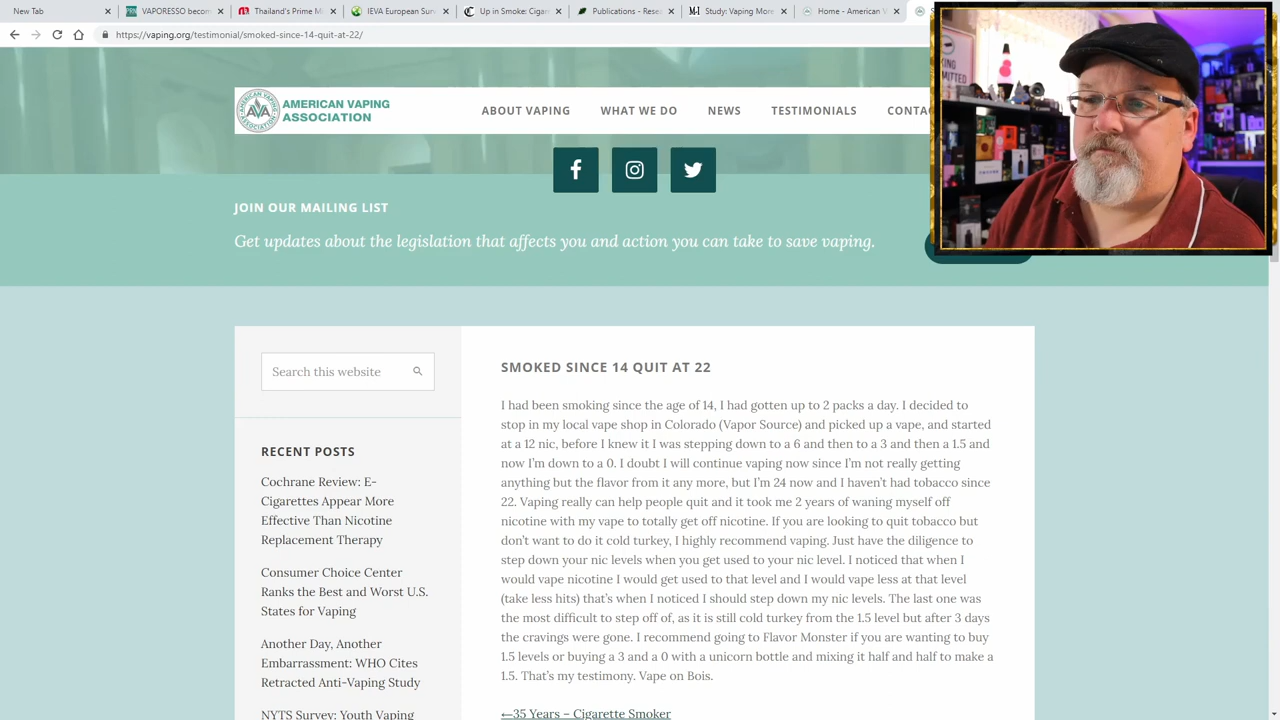 New Tab
VAPORESSO becom
Thailand's Prime M
IEVA European Sur
Up in Smoke: Cigar
Publications - Rese
Study: Vaping More
Home - American V
https://vaping.org/testimonial/smoked-since-14-quit-at-22/
AMERICAN VAPING
ASSOCIATION
ABOUT VAPING
WHAT WE DO
NEWS
TESTIMONIALS
CONTA
JOIN OUR MAILING LIST
Get updates about the legislation that affects you and action you can take to save vaping.
Search this website
RECENT POSTS
Cochrane Review: E-
Cigarettes Appear More
Effective Than Nicotine
Replacement Therapy
Consumer Choice Center
Ranks the Best and Worst U.S.
States for Vaping
Another Day, Another
Embarrassment: WHO Cites
Retracted Anti-Vaping Study
NYTS Survey: Youth Vaping
SMOKED SINCE 14 QUIT AT 22
I had been smoking since the age of 14, I had gotten up to 2 packs a day. I decided to
stop in my local vape shop in Colorado (Vapor Source) and picked up a vape, and started
at a 12 nic, before I knew it I was stepping down to a 6 and then to a 3 and then a 1.5 and
now I'm down to a 0. I doubt I will continue vaping now since I'm not really getting
anything but the flavor from it any more, but I'm 24 now and I haven't had tobacco since
22. Vaping really can help people quit and it took me 2 years of waning myself off
nicotine with my vape to totally get off nicotine. If you are looking to quit tobacco but
don't want to do it cold turkey, I highly recommend vaping. Just have the diligence to
step down your nic levels when you get used to your nic level. I noticed that when I
would vape nicotine I would get used to that level and I would vape less at that level
(take less hits) that's when I noticed I should step down my nic levels. The last one was
the most difficult to step off of, as it is still cold turkey from the 1.5 level but after 3 days
the cravings were gone. I recommend going to Flavor Monster if you are wanting to buy
1.5 levels or buying a 3 and a 0 with a unicorn bottle and mixing it half and half to make a
1.5. That's my testimony. Vape on Bois.
←35 Years – Cigarette Smoker